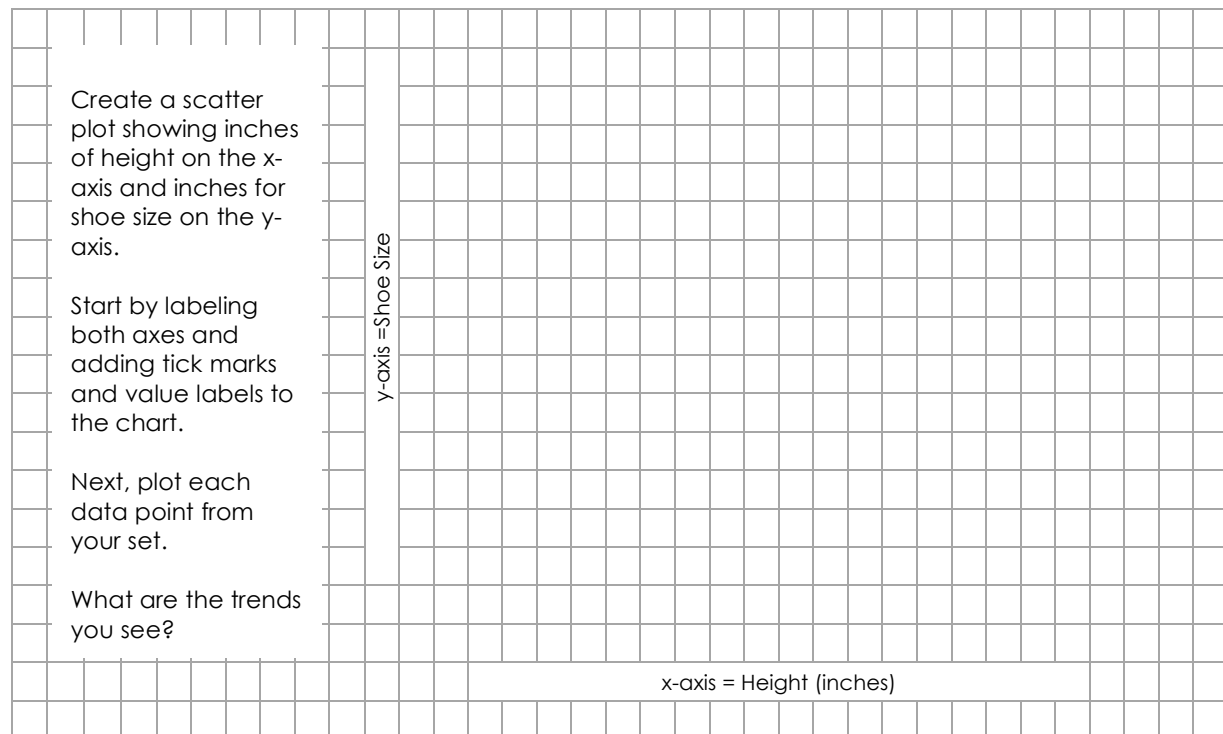 Create a scatter
plot showing inches
of height on the x-
axis and inches for
shoe size on the y-
axis.
Start by labeling
both axes and
adding tick marks
and value labels to
the chart.
Next, plot each
data point from
your set.
What are the trends
you see?
y-axis =Shoe Size
x-axis = Height (inches)